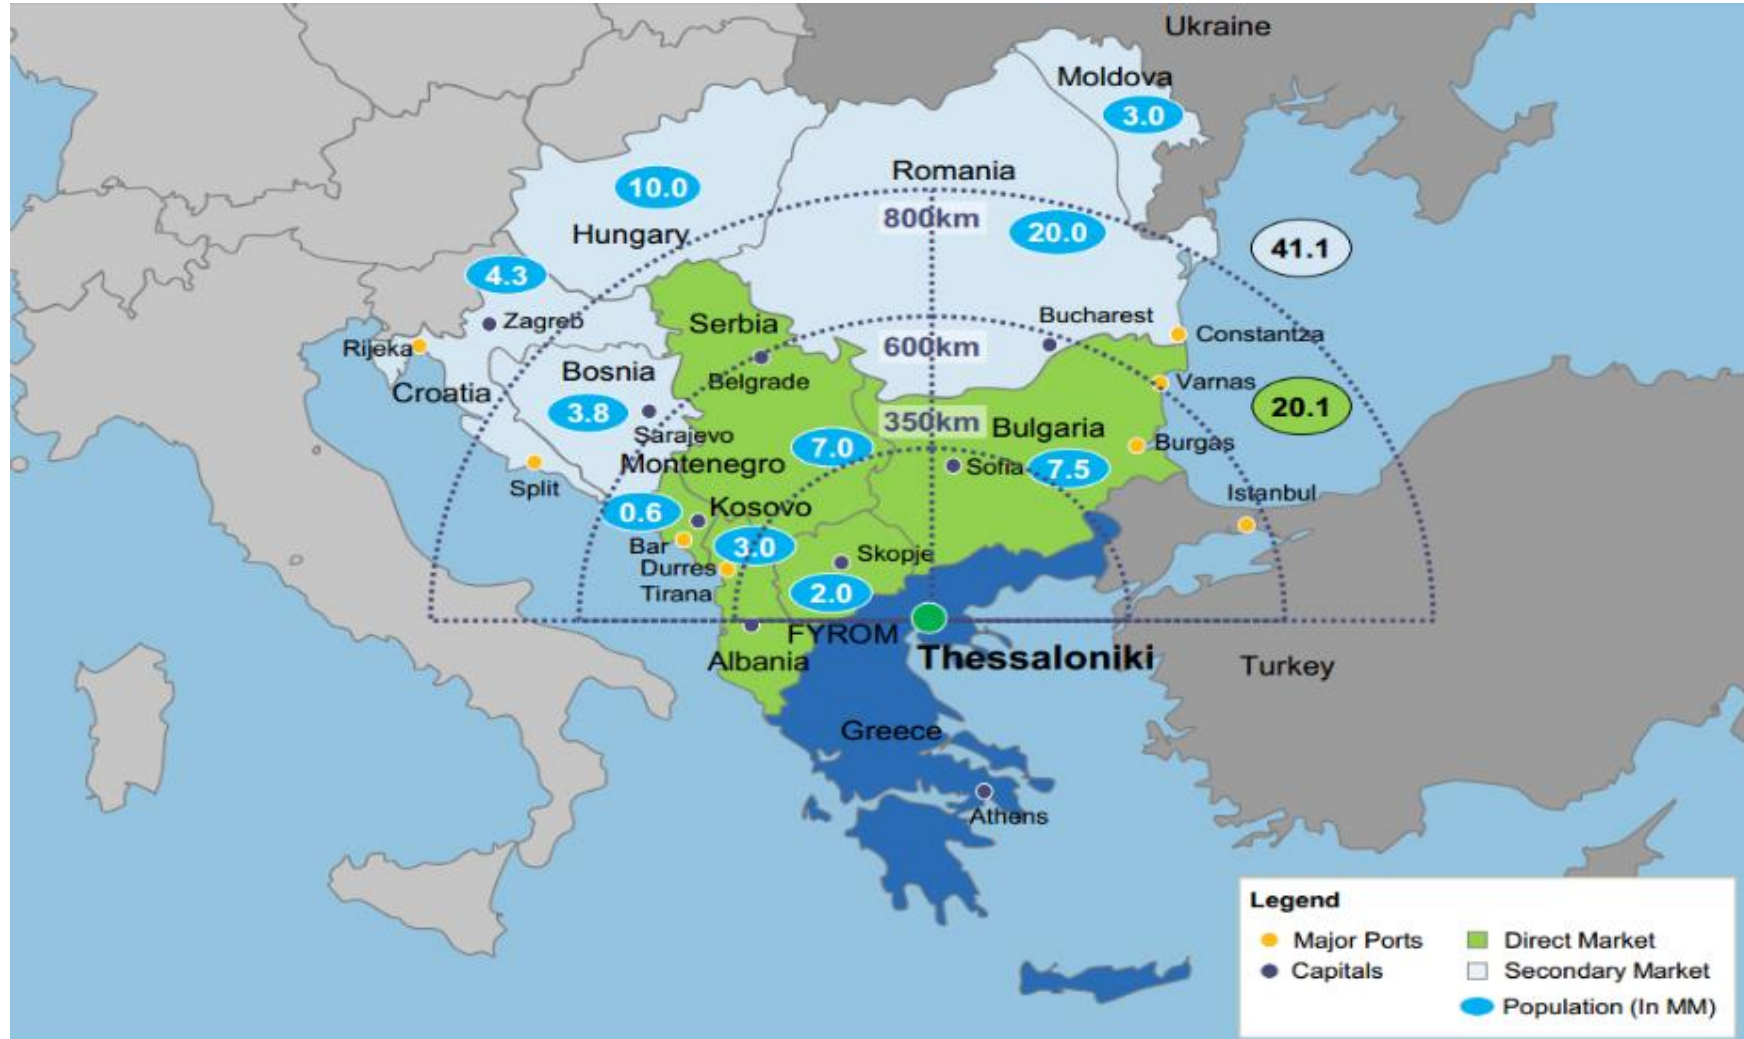 Ukraine
Moldova
3.0
Romania
10.0
800km
20.0
Hungary
41.1
4.3
Zagreb
Serbia
Bucharest
Constantza
Rijeka
600km
Bosnia
Belgrade
Varnas
Croatia
3.8
20.1
350km
Bulgaria
Sarajevo
7.0
Burgas
Montenegro
Sofia
7.5
Split
Istanbul
0.6
Kosovo
Bar
3.0
Skopje
Durres
Tirana
2.0
FYROM
Thessaloniki
Albania
Turkey
Greece
Athens
Legend
Major Ports
Direct Market
Capitals
Secondary Market
Population (In MM)